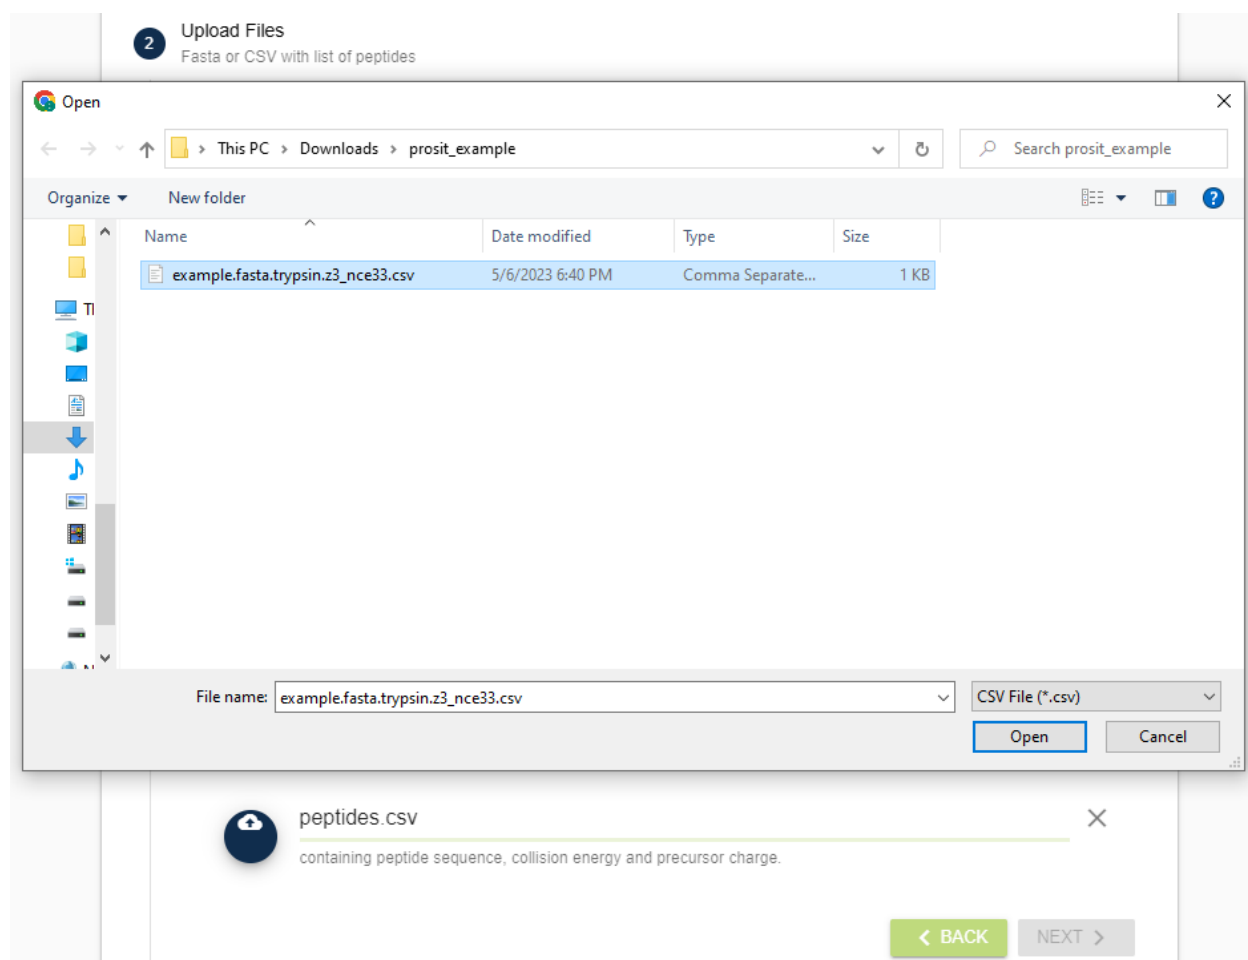 2
Upload Files
Fasta or CSV with list of peptides
Open
This PC > Downloads > prosit_example
Search prosit_example
Organize
New folder
?
Name
Date modified
Type
Size
example.fasta.trypsin.z3_nce33.csv
5/6/2023 6:40 PM
Comma Separate...
1 KB
File name:
example.fasta.trypsin.z3_nce33.csv
CSV File (*.csv)
Open
Cancel
peptides.csv
containing peptide sequence, collision energy and precursor charge.
BACK
NEXT